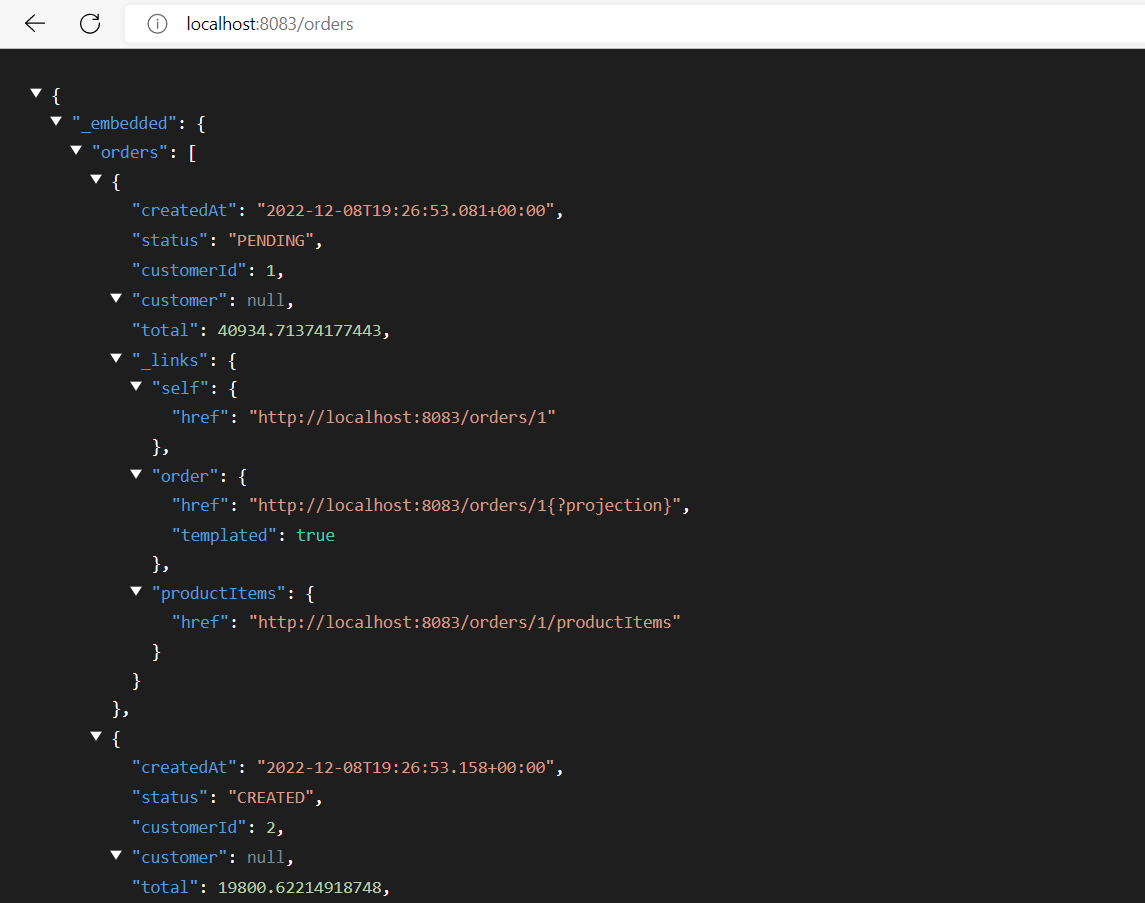 localhost:8083/orders
{
"_embedded": {
"orders": [
{
"createdAt": "2022-12-08T19:26:53.081+00:00",
"status": "PENDING",
"customerId": 1,
"customer": null,
"total": 40934.71374177443,
"_links": {
"self": {
"href": "http://localhost:8083/orders/1"
},
"order": {
"href": "http://localhost:8083/orders/1{?projection}",
"templated": true
},
"productItems": {
"href": "http://localhost:8083/orders/1/productItems"
}
}
},
{
"createdAt": "2022-12-08T19:26:53.158+00:00",
"status": "CREATED",
"customerId": 2,
"customer": null,
"total": 19800.62214918748,